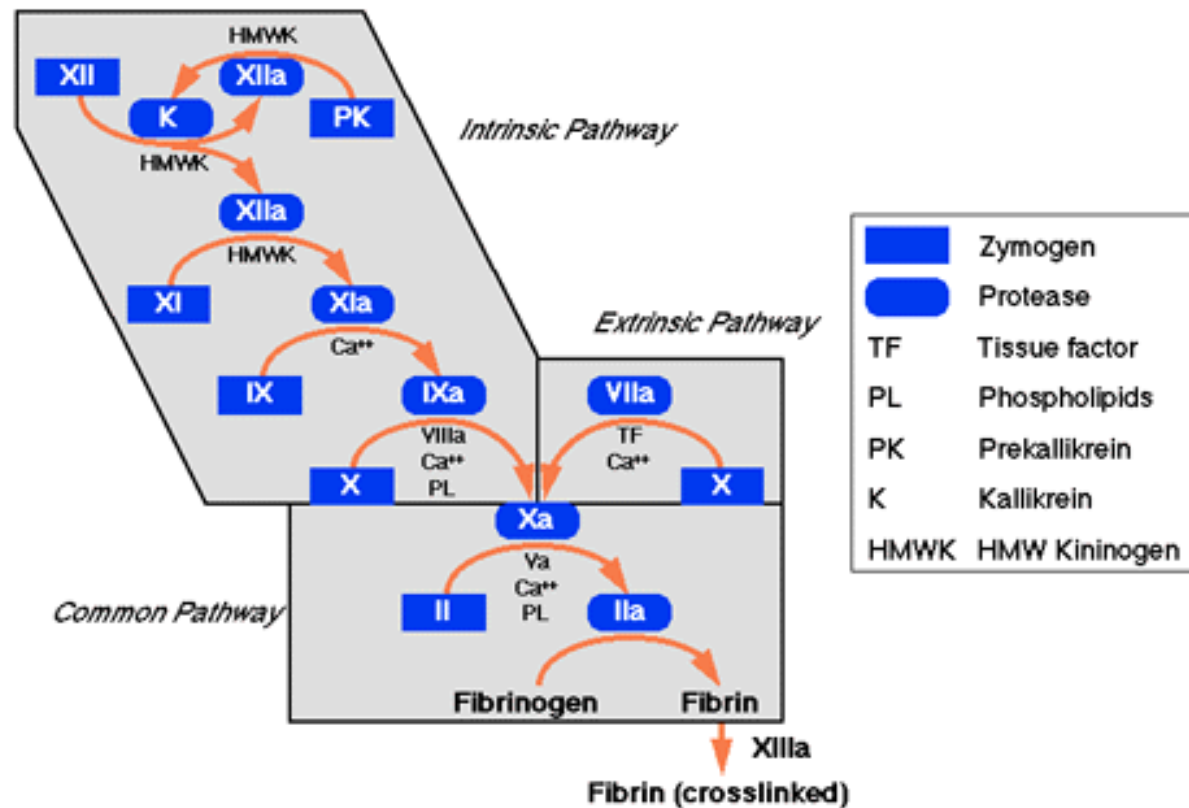 HMWK
XII
XIIa
K
PK
HMWK
Intrinsic Pathway
XIIa
HMWK
XI
XIa
Ca++
Extrinsic Pathway
IX
IXa
VIIa
VIIIa
Ca++
PL
TF
Ca++
X
X
Xa
Va
Ca++
PL
Common Pathway
II
IIa
Fibrinogen
Fibrin
XIIIa
Fibrin (crosslinked)
Zymogen
Protease
TF Tissue factor
PL Phospholipids
PK Prekallikrein
K Kallikrein
HMWK HMW Kininogen